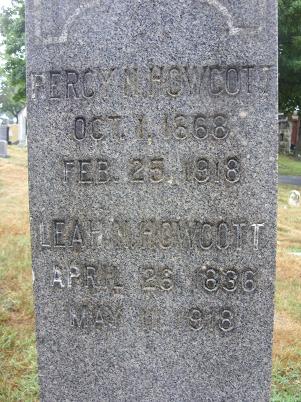 PERCY N. HOWCOTT
OCT. 1, 1868
FEB. 25, 1918
LEAH N. HOWCOTT
APRIL 26 1836
MAY 11, 1918